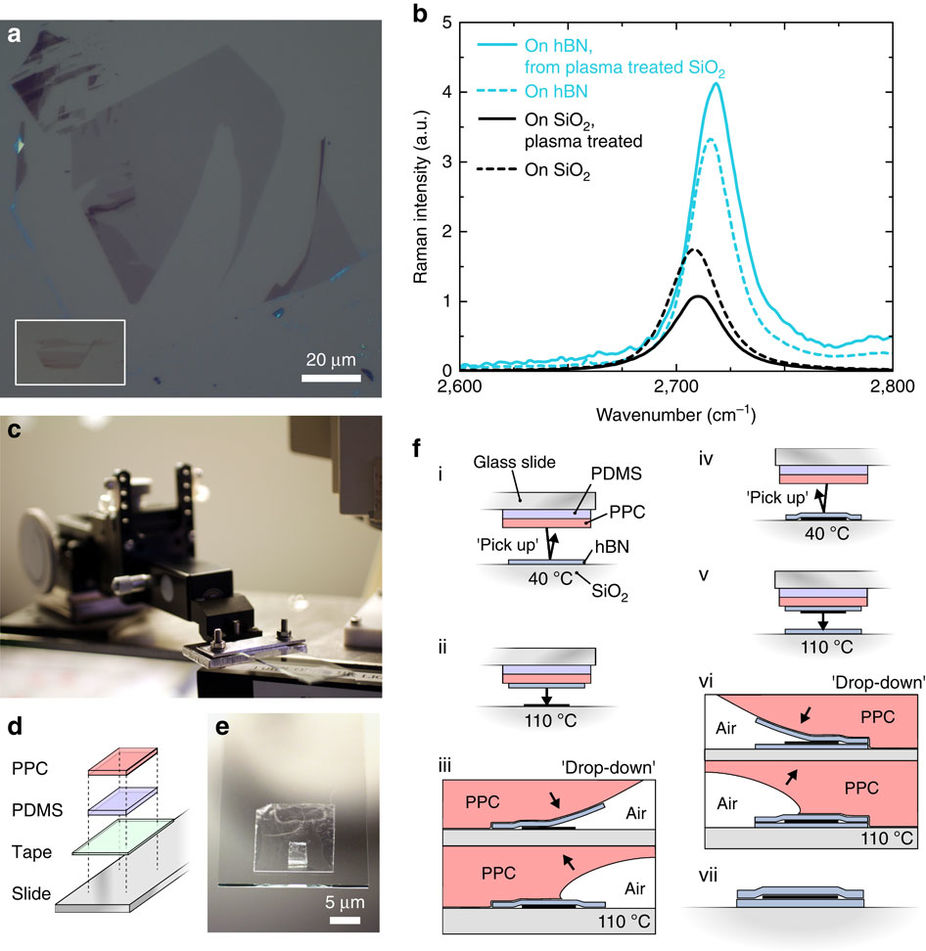 a
20 μm
b
5
4
3
2
1
0
Raman intensity (a.u.)
On hBN,
from plasma treated SiO₂
On hBN
On SiO₂,
plasma treated
On SiO₂
2,600
2,700
2,800
Wavenumber (cm⁻¹)
c
d
PPC
PDMS
Tape
Slide
e
5 μm
f
i
Glass slide
PDMS
PPC
'Pick up'
hBN
40 °C
SiO₂
ii
110 °C
iii
'Drop-down'
PPC
Air
PPC
Air
110 °C
iv
'Pick up'
40 °C
v
110 °C
vi
'Drop-down'
Air
PPC
Air
PPC
110 °C
vii